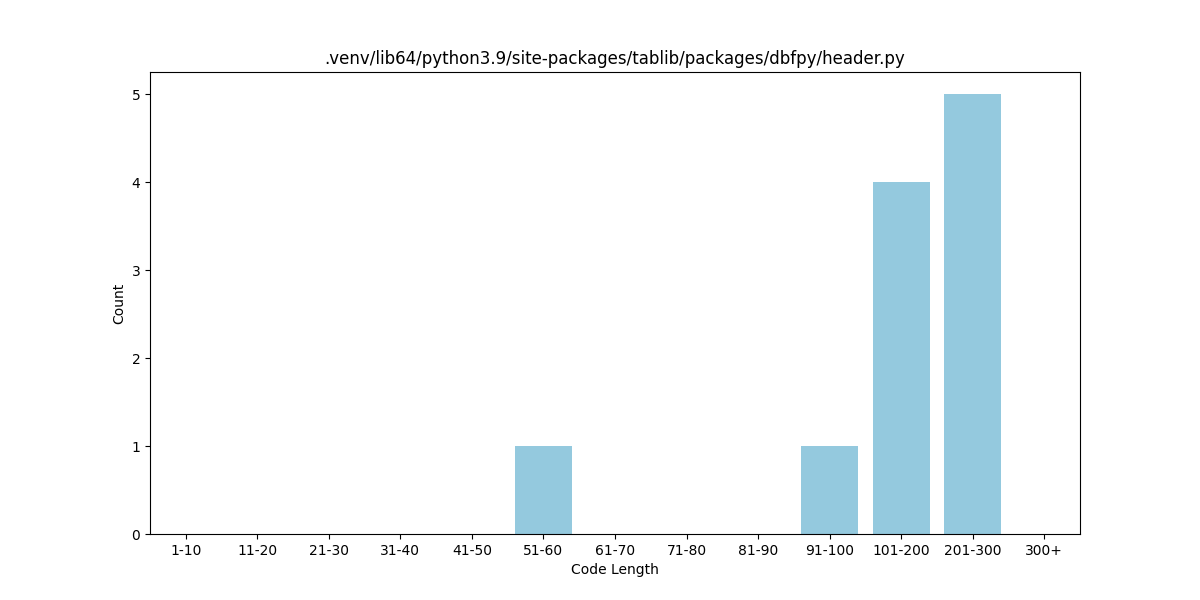 .venv/lib64/python3.9/site-packages/tablib/packages/dbfpy/header.py
5
4
3
2
1
0
Count
1-10 11-20 21-30 31-40 41-50 51-60 61-70 71-80 81-90 91-100 101-200 201-300 300+
Code Length